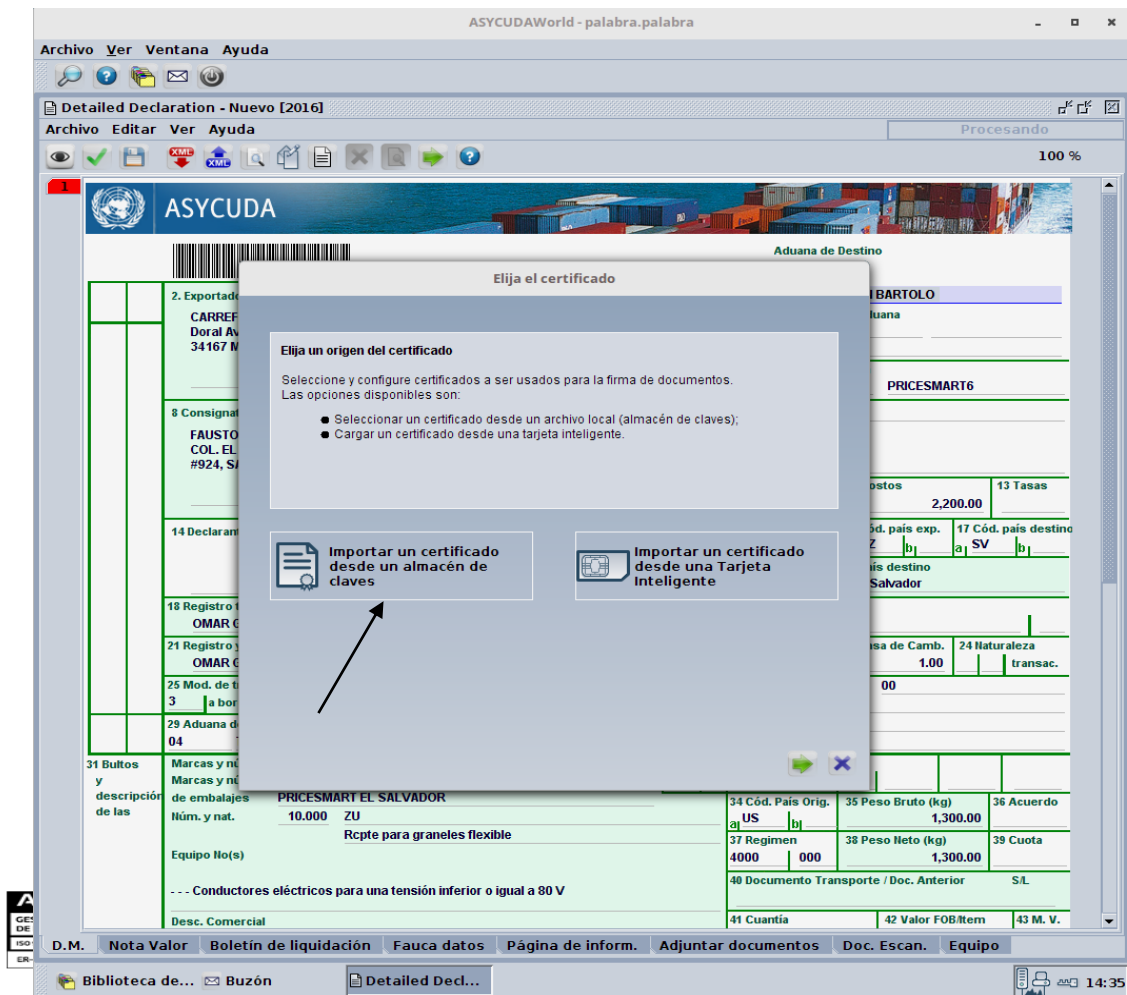 ASYCUDAWorld - palabra.palabra
Archivo Ver Ventana Ayuda
Detailed Declaration - Nuevo [2016]
Archivo Editar Ver Ayuda
Procesando
XML XML
100 %
1
ASYCUDA
Aduana de Destino
Elija el certificado
2. Exportad
BARTOLO
CARREF
Doral Av
34167 M
PRICESMART6
Elija un origen del certificado
Seleccione y configure certificados a ser usados para la firma de documentos.
Las opciones disponibles son:
Seleccionar un certificado desde un archivo local (almacén de claves);
Cargar un certificado desde una tarjeta inteligente.
8 Consignat
FAUSTO
COL. EL
#924, S
13 Tasas
2,200.00
14 Declaran
ód. país exp.
17 Cód. país destino
b
a SV
b
ís destino
Salvador
Importar un certificado
desde un almacén de
claves
Importar un certificado
desde una Tarjeta
Inteligente
18 Registro t
OMAR G
21 Registro y
OMAR G
sa de Camb.
24 Naturaleza
1.00
transac.
25 Mod. de t
3
a bor
00
29 Aduana d
04
31 Bultos
y
descripción
de las
Marcas y nú
Marcas y nú
de embalajes
PRICESMART EL SALVADOR
Núm. y nat.
10.000 ZU
Rcpte para graneles flexible
Equipo No(s)
- - - Conductores eléctricos para una tensión inferior o igual a 80 V
Desc. Comercial
34 Cód. País Orig.
35 Peso Bruto (kg)
36 Acuerdo
a US
b
1,300.00
37 Regimen
38 Peso Neto (kg)
39 Cuota
4000
000
1,300.00
40 Documento Transporte / Doc. Anterior
S/L
41 Cuantía
42 Valor FOB/Item
43 M. V.
D.M. Nota Valor Boletín de liquidación Fauca datos Página de inform. Adjuntar documentos Doc. Escan. Equipo
Biblioteca de... Buzón Detailed Decl...
14:35